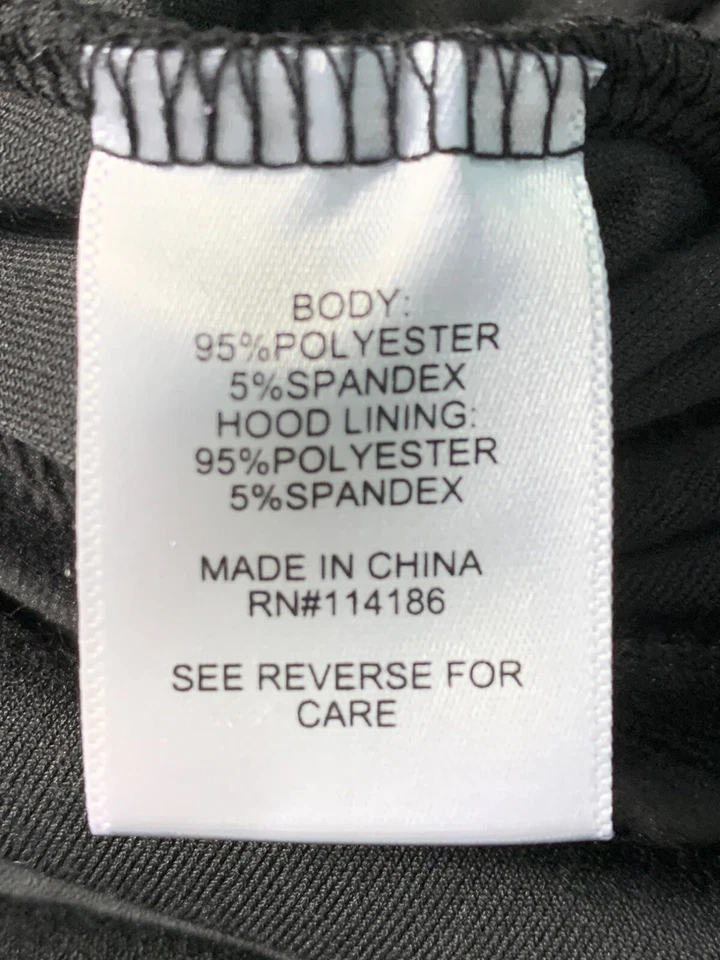 BODY:
95%POLYESTER
5%SPANDEX
HOOD LINING:
95%POLYESTER
5%SPANDEX
MADE IN CHINA
RN#114186
SEE REVERSE FOR
CARE